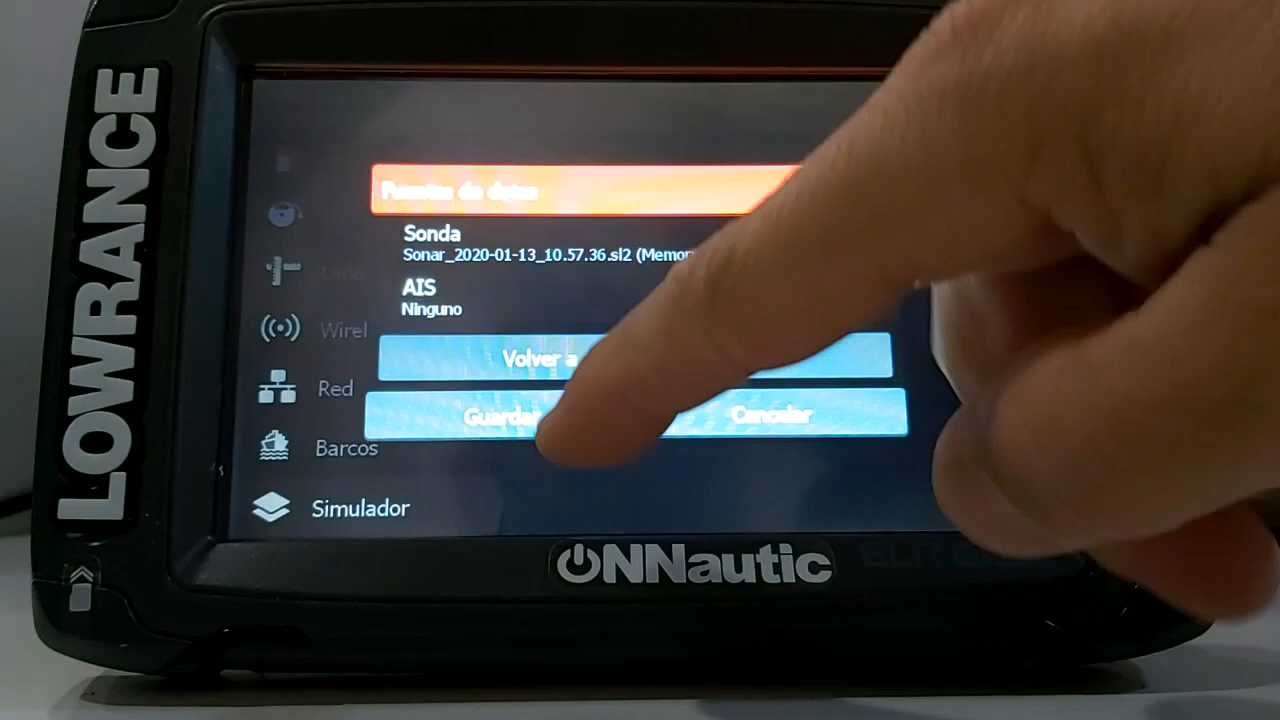 LOWRANCE
Fuentes de datos
Sonda
Sonar_2020-01-13_10.57.36.sl2 (Memor
AIS
Ninguno
Wirel
Volver a
Red
Guardar
Cancelar
Barcos
Simulador
ONNautic